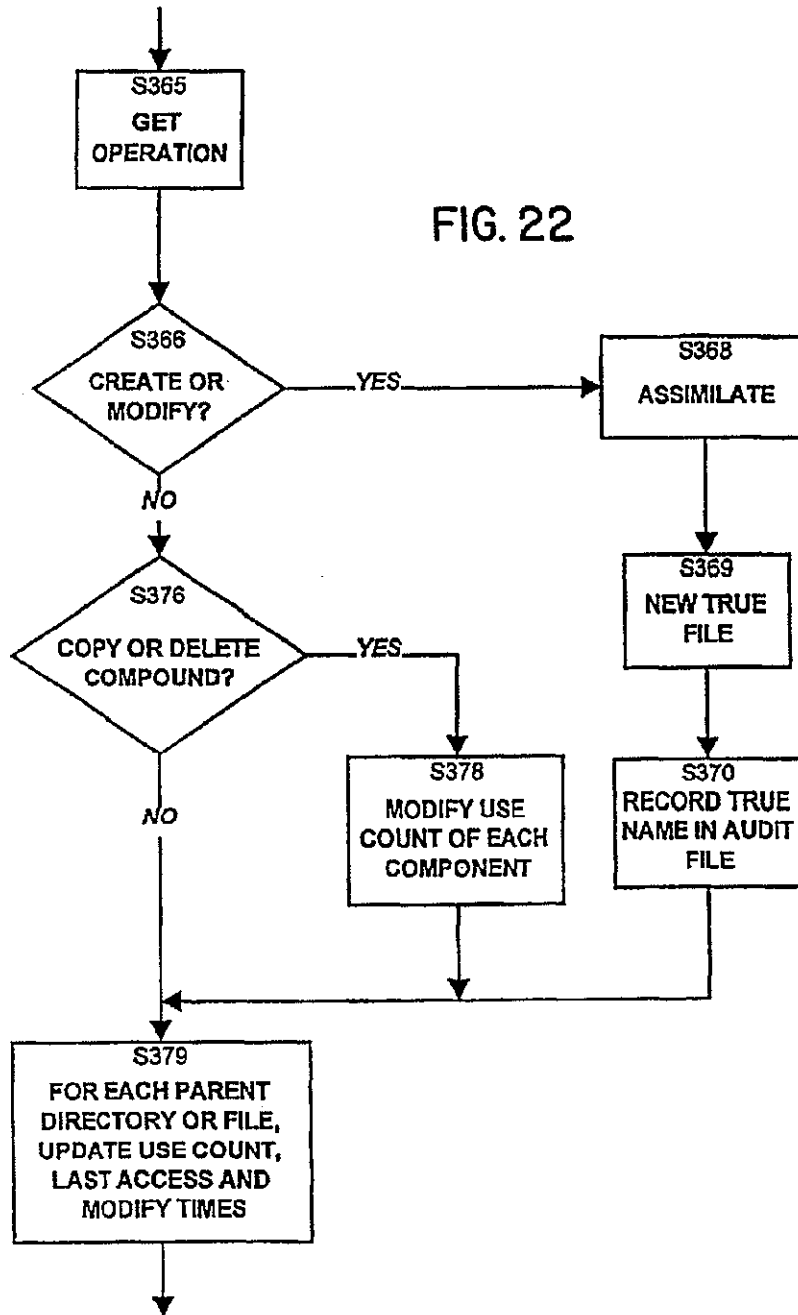 S365
GET
OPERATION
FIG. 22
S366
CREATE OR
MODIFY?
YES
S368
ASSIMILATE
NO
S376
COPY OR DELETE
COMPOUND?
YES
S369
NEW TRUE
FILE
NO
S378
MODIFY USE
COUNT OF EACH
COMPONENT
S370
RECORD TRUE
NAME IN AUDIT
FILE
S379
FOR EACH PARENT
DIRECTORY OR FILE,
UPDATE USE COUNT,
LAST ACCESS AND
MODIFY TIMES